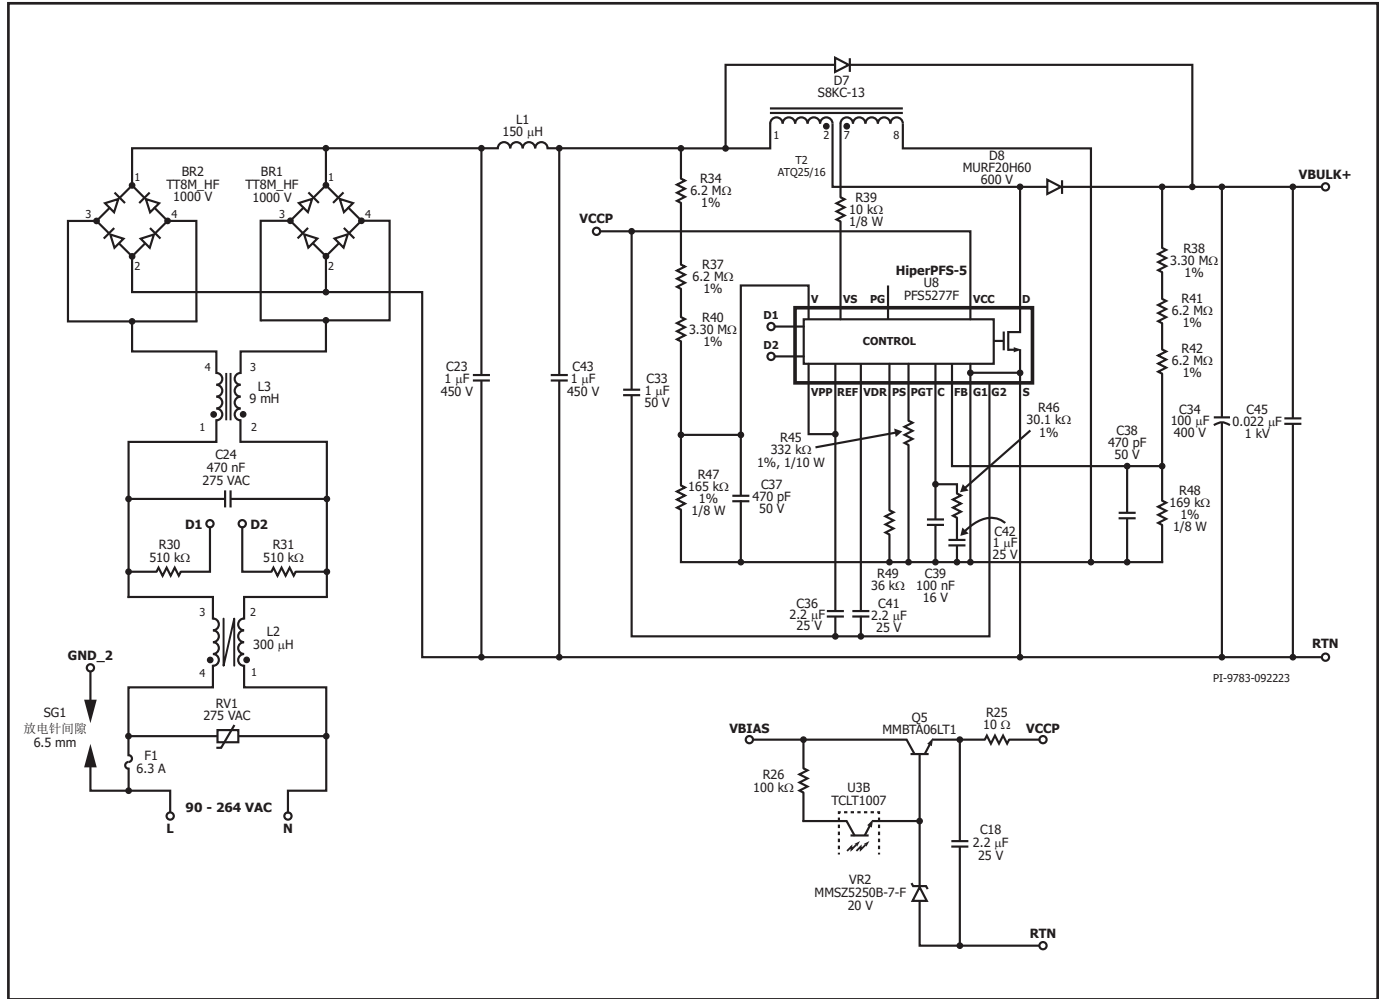 D7
S8KC-13
L1
150 µH
1
2
7
8
T2
ATQ25/16
D8
MURF20H60
600 V
VBULK+
BR2
TT8M_HF
1000 V
1
3
4
2
BR1
TT8M_HF
1000 V
1
3
4
2
R34
6.2 MΩ
1%
R39
10 kΩ
1/8 W
VCCP
R37
6.2 MΩ
1%
R40
3.30 MΩ
1%
HiperPFS-5
U8
PFS5277F
V
VS
PG
VCC
D
D1
D2
CONTROL
VPP
REF
VDR
PS
PGT
C
FB
G1
G2
S
R38
3.30 MΩ
1%
R41
6.2 MΩ
1%
R42
6.2 MΩ
1%
C23
1 µF
450 V
C43
1 µF
450 V
C33
1 µF
50 V
4
3
L3
9 mH
1
2
C24
470 nF
275 VAC
R45
332 kΩ
1%, 1/10 W
R46
30.1 kΩ
1%
C38
470 pF
50 V
C34
100 µF
400 V
C45
0.022 µF
1 kV
R47
165 kΩ
1%
1/8 W
C37
470 pF
50 V
R48
169 kΩ
1%
1/8 W
D1
D2
R30
510 kΩ
R31
510 kΩ
C42
1 µF
25 V
R49
36 kΩ
C39
100 nF
16 V
C36
2.2 µF
25 V
C41
2.2 µF
25 V
3
2
L2
300 µH
4
1
RTN
PI-9783-092223
GND_2
SG1
放电针间隙
6.5 mm
RV1
275 VAC
F1
6.3 A
90 - 264 VAC
L
N
VBIAS
Q5
MMBTA06LT1
R25
10 Ω
VCCP
R26
100 kΩ
U3B
TCLT1007
C18
2.2 µF
25 V
VR2
MMSZ5250B-7-F
20 V
RTN